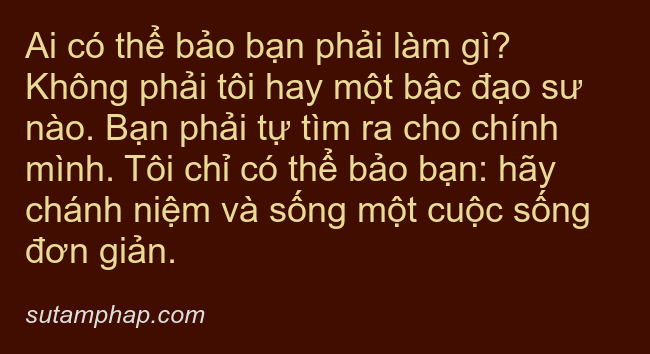 Ai có thể bảo bạn phải làm gì?
Không phải tôi hay một bậc đạo sư
nào. Bạn phải tự tìm ra cho chính
mình. Tôi chỉ có thể bảo bạn: hãy
chánh niệm và sống một cuộc sống
đơn giản.
sutamphap.com